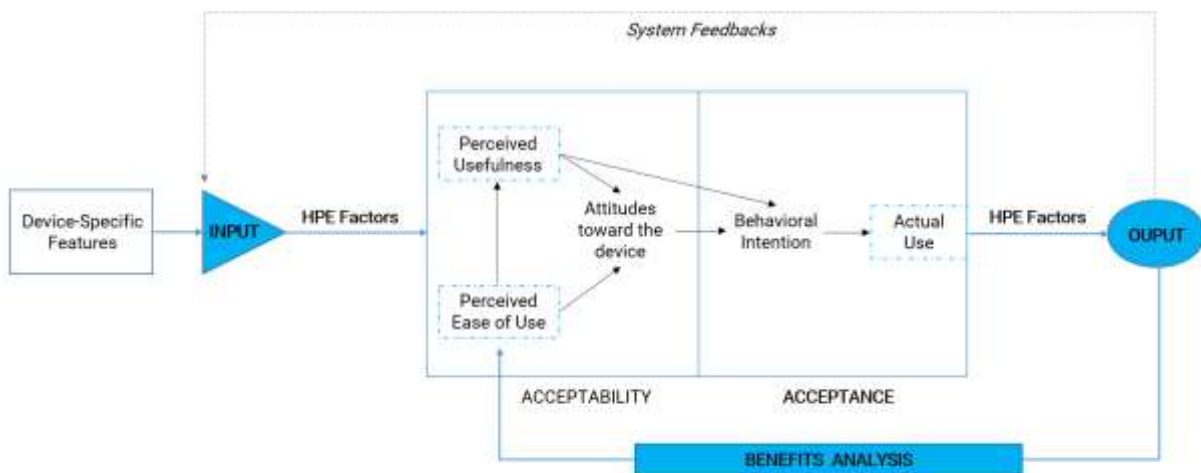 System Feedbacks
Device-Specific
Features
INPUT
HPE Factors
Perceived
Usefulness
Attitudes
toward the
device
Perceived
Ease of Use
Behavioral
Intention
Actual
Use
HPE Factors
OUPUT
ACCEPTABILITY
ACCEPTANCE
BENEFITS ANALYSIS